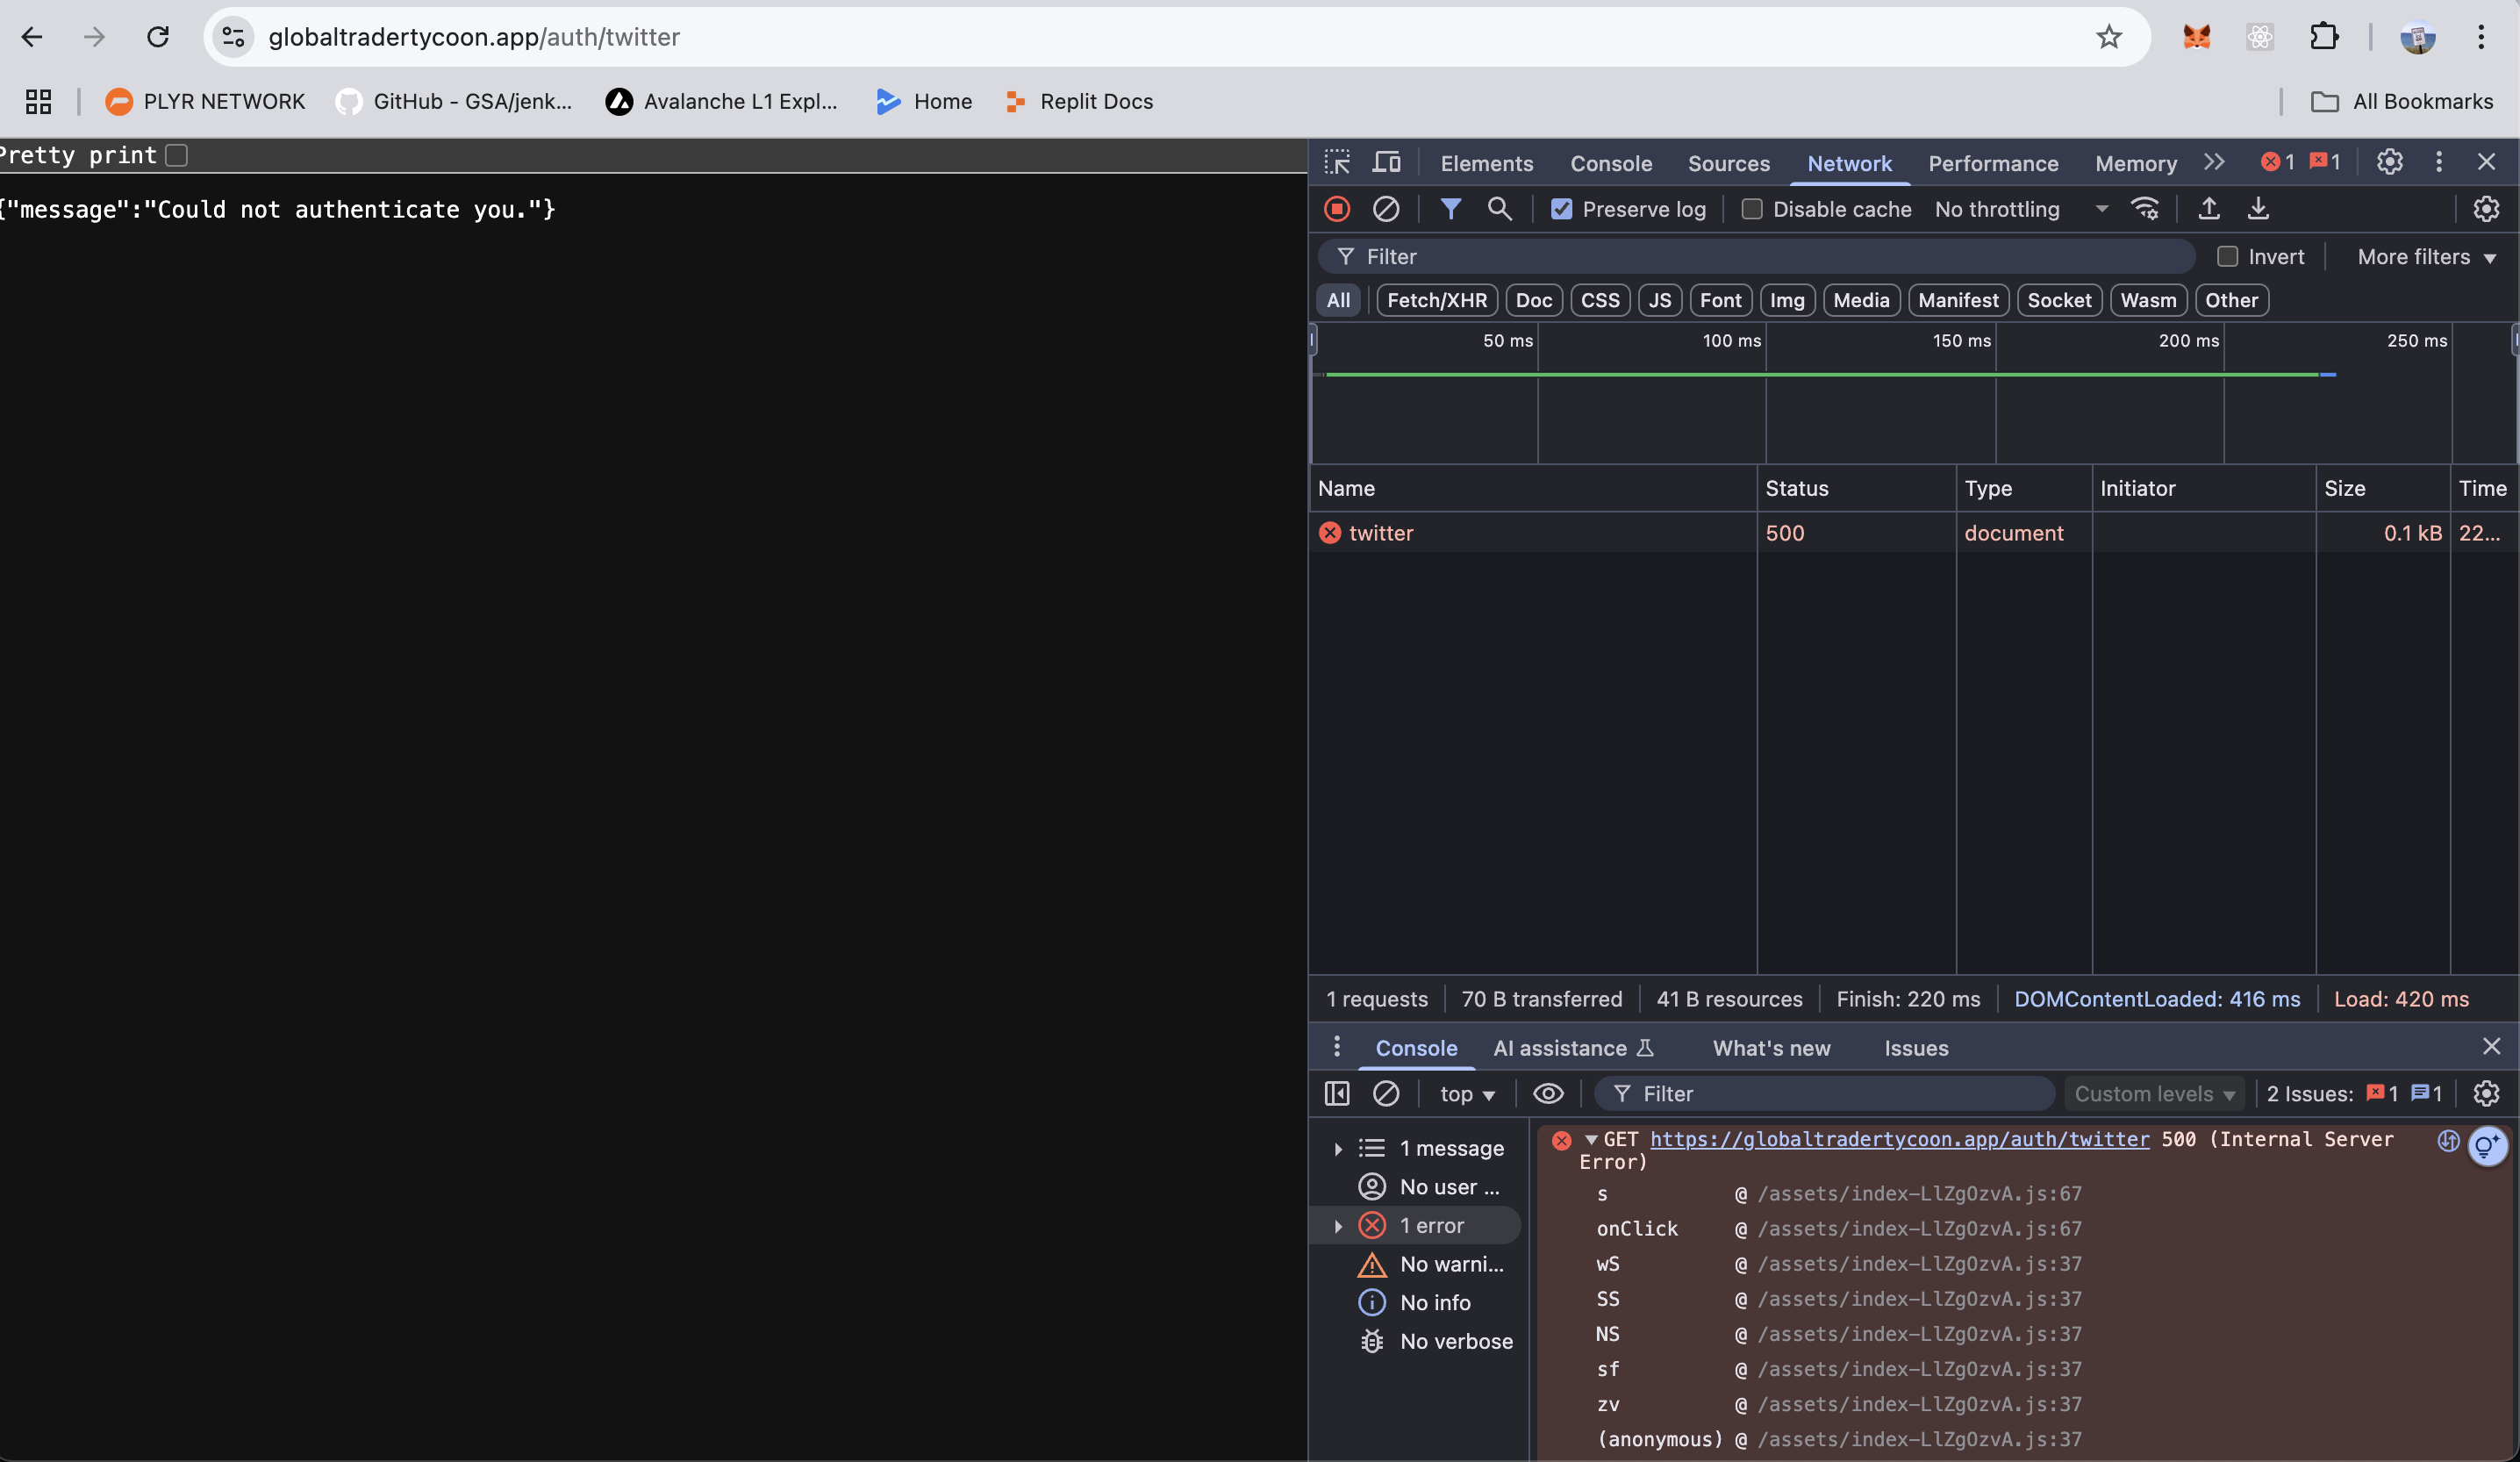 globaltradertycoon.app/auth/twitter
PLYR NETWORK
GitHub - GSA/jenk...
Avalanche L1 Expl...
Home
Replit Docs
All Bookmarks
Pretty print
{"message":"Could not authenticate you."}
Elements
Console
Sources
Network
Performance
Memory
1
1
Preserve log
Disable cache
No throttling
Filter
Invert
More filters
All
Fetch/XHR
Doc
CSS
JS
Font
Img
Media
Manifest
Socket
Wasm
Other
50 ms
100 ms
150 ms
200 ms
250 ms
Name
Status
Type
Initiator
Size
Time
twitter
500
document
0.1 kB
22...
1 requests
70 B transferred
41 B resources
Finish: 220 ms
DOMContentLoaded: 416 ms
Load: 420 ms
Console
AI assistance
What's new
Issues
top
Filter
Custom levels
2 Issues:
1
1
1 message
No user ...
1 error
No warni...
No info
No verbose
GET https://globaltradertycoon.app/auth/twitter 500 (Internal Server
Error)
s @ /assets/index-LlZgOzvA.js:67
onClick @ /assets/index-LlZgOzvA.js:67
wS @ /assets/index-LlZgOzvA.js:37
SS @ /assets/index-LlZgOzvA.js:37
NS @ /assets/index-LlZgOzvA.js:37
sf @ /assets/index-LlZgOzvA.js:37
zv @ /assets/index-LlZgOzvA.js:37
(anonymous) @ /assets/index-LlZgOzvA.js:37